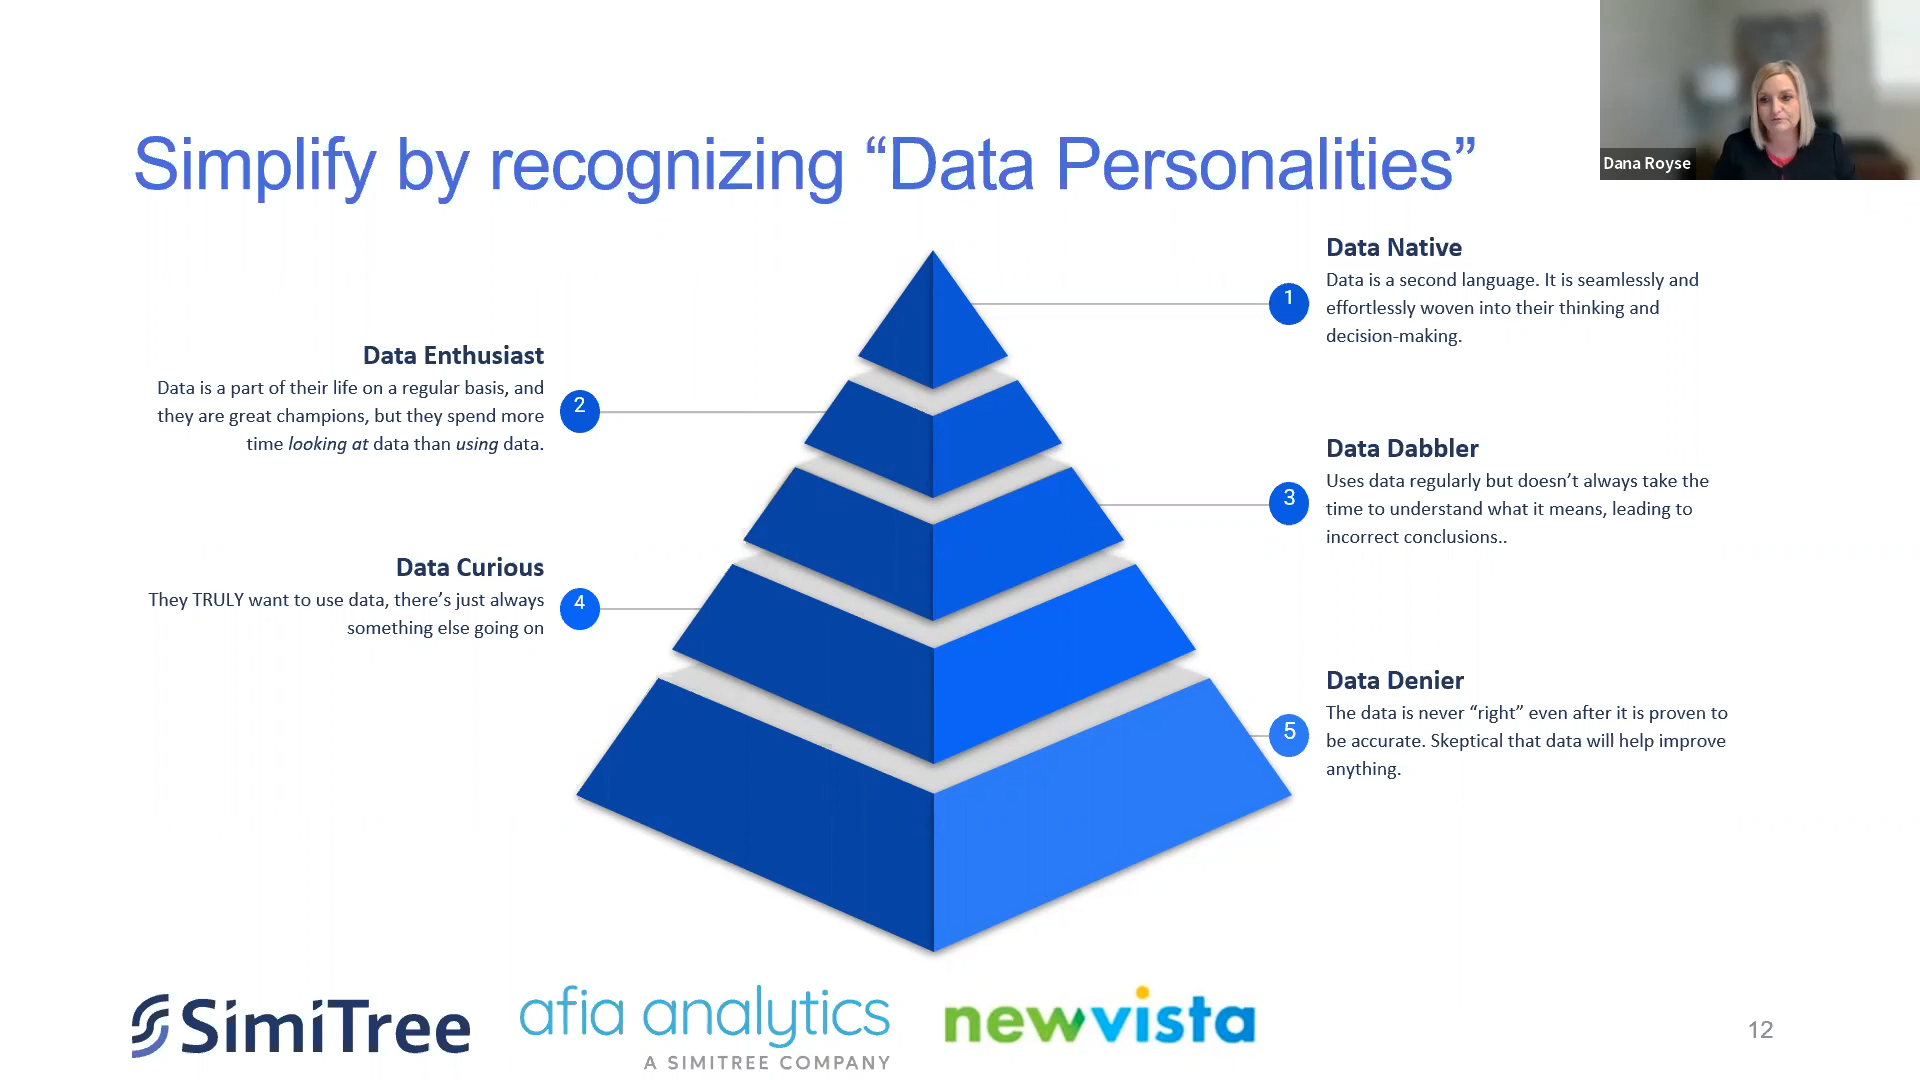 Simplify by recognizing “Data Personalities”
Dana Royse
1
Data Native
Data is a second language. It is seamlessly and
effortlessly woven into their thinking and
decision-making.
Data Enthusiast
Data is a part of their life on a regular basis, and
they are great champions, but they spend more
time looking at data than using data.
2
3
Data Dabbler
Uses data regularly but doesn’t always take the
time to understand what it means, leading to
incorrect conclusions..
Data Curious
They TRULY want to use data, there’s just always
something else going on
4
5
Data Denier
The data is never “right” even after it is proven to
be accurate. Skeptical that data will help improve
anything.
SimiTree
afia analytics
A SIMITREE COMPANY
newvista
12